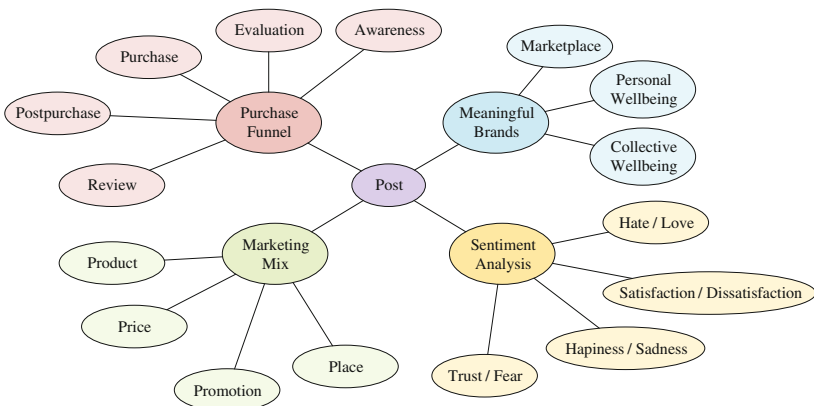 Evaluation
Awareness
Purchase
Postpurchase
Purchase
Funnel
Review
Marketplace
Meaningful
Brands
Personal
Wellbeing
Collective
Wellbeing
Post
Marketing
Mix
Product
Price
Promotion
Place
Sentiment
Analysis
Hate / Love
Satisfaction / Dissatisfaction
Hapiness / Sadness
Trust / Fear